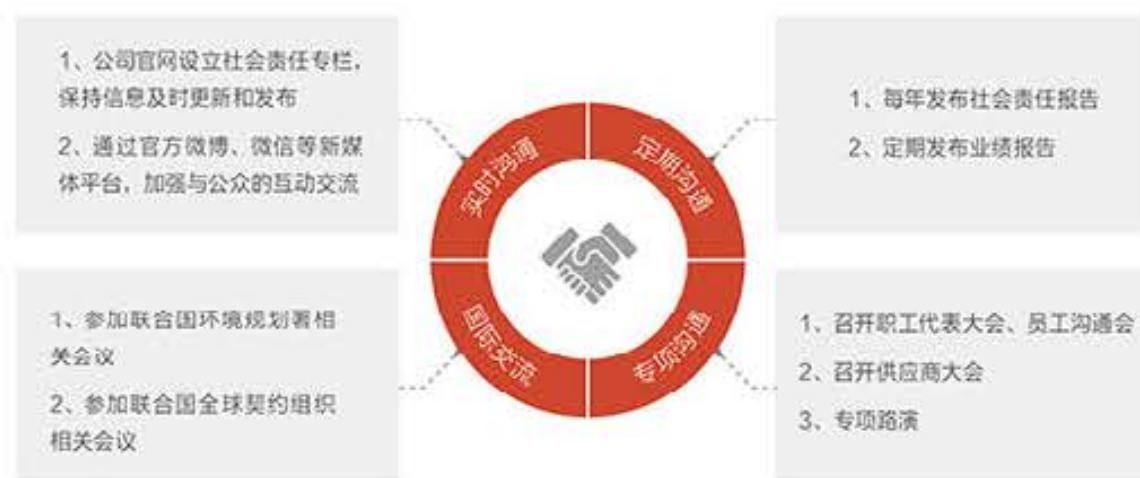 1、公司官网设立社会责任专栏，
保持信息及时更新和发布
2、通过官方微博、微信等新媒
体平台，加强与公众的互动交流
实时沟通
定期沟通
1、每年发布社会责任报告
2、定期发布业绩报告
1、参加联合国环境规划署相
关会议
2、参加联合国全球契约组织
相关会议
国际交流
专项沟通
1、召开职工代表大会、员工沟通会
2、召开供应商大会
3、专项路演